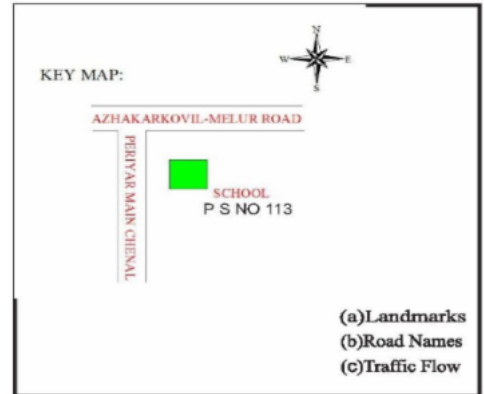 N
W E
S
KEY MAP:
AZHAKARKOVIL-MELUR ROAD
PERIYAR MAIN CHENAL
SCHOOL
P S NO 113
(a)Landmarks
(b)Road Names
(c)Traffic Flow